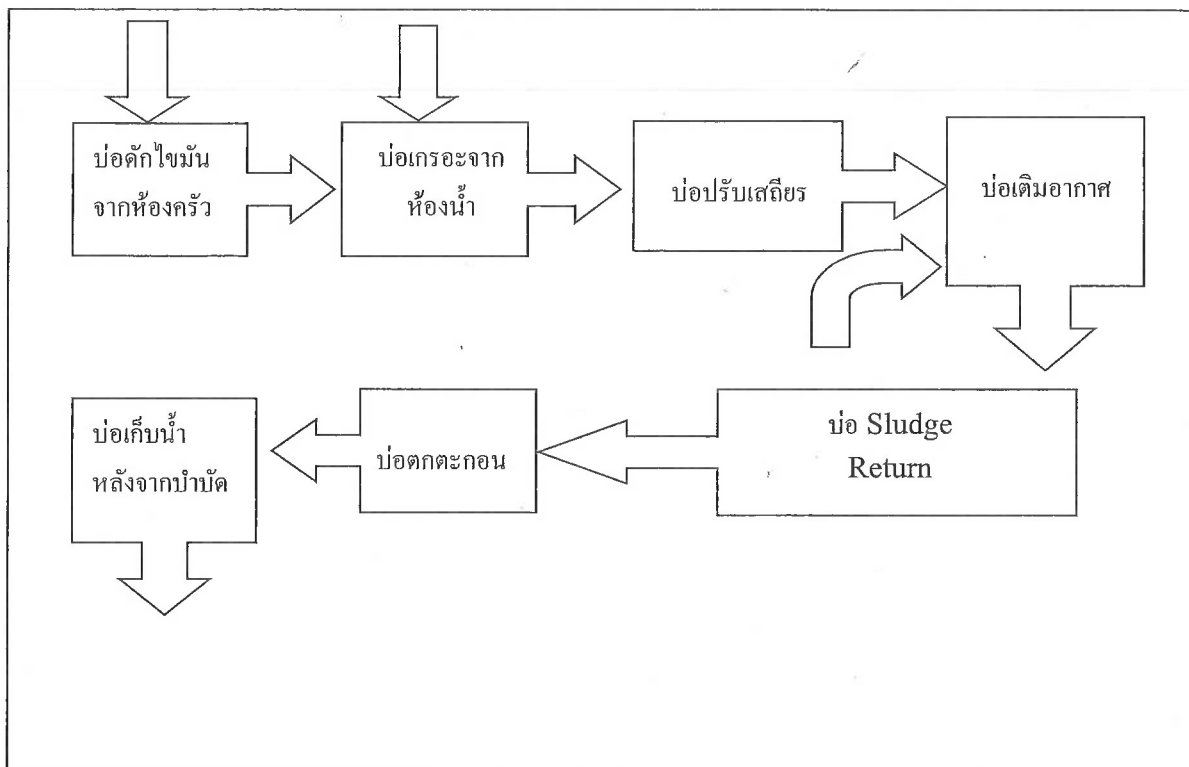 บ่อดักไขมัน
จากห้องครัว
บ่อเกรอะจาก
ห้องน้ำ
บ่อปรับเสถียร
บ่อเติมอากาศ
บ่อเก็บน้ำ
หลังจากบำบัด
บ่อตกตะกอน
บ่อ Sludge
Return